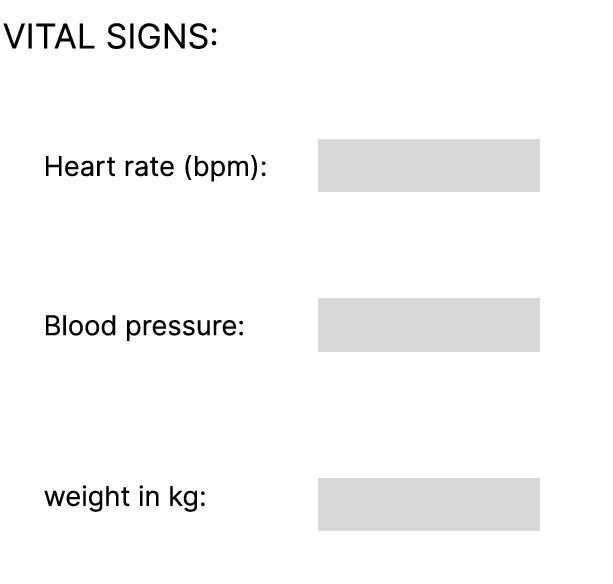 VITAL SIGNS:
Heart rate (bpm):
Blood pressure:
weight in kg: